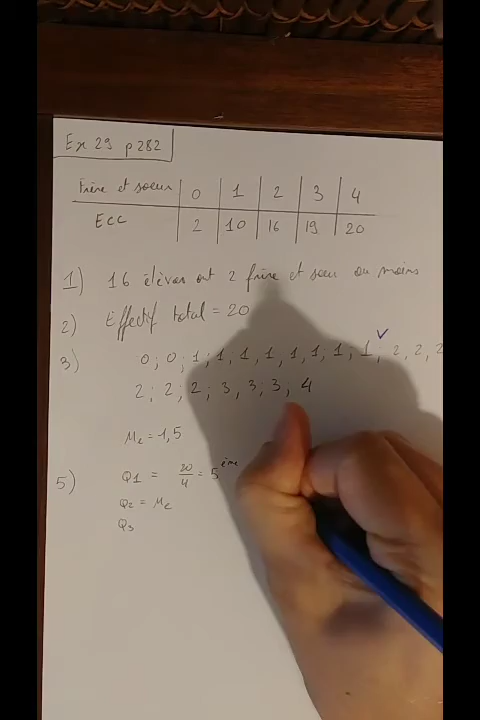 Ex 29 p 282
Frère et soeur 0 1 2 3 4
ECC 2 10 16 19 20
1) 16 élèves ont 2 frère et sœur ou moins
2) Effectif total = 20
3) 0 ; 0 ; 1 ; 1 ; 1 ; 1 ; 1 ; 1 ; 1 ; 1 ; 2 , 2 , 2
2 ; 2 ; 2 ; 3 , 3 ; 3 ; 4
Me = 1,5
5) Q1 = 20/4 = 5ème
Q2 = Me
Q3